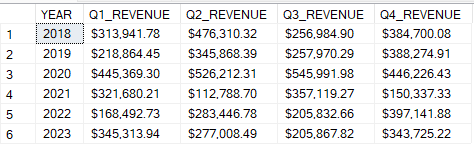 YEAR Q1_REVENUE Q2_REVENUE Q3_REVENUE Q4_REVENUE
1 2018 $313,941.78 $476,310.32 $256,984.90 $384,700.08
2 2019 $218,864.45 $345,868.39 $257,970.29 $388,274.91
3 2020 $445,369.30 $526,212.31 $545,991.98 $446,226.43
4 2021 $321,680.21 $112,788.70 $357,119.27 $150,337.33
5 2022 $168,492.73 $283,446.78 $205,832.66 $397,141.88
6 2023 $345,313.94 $277,008.49 $205,867.82 $343,725.22